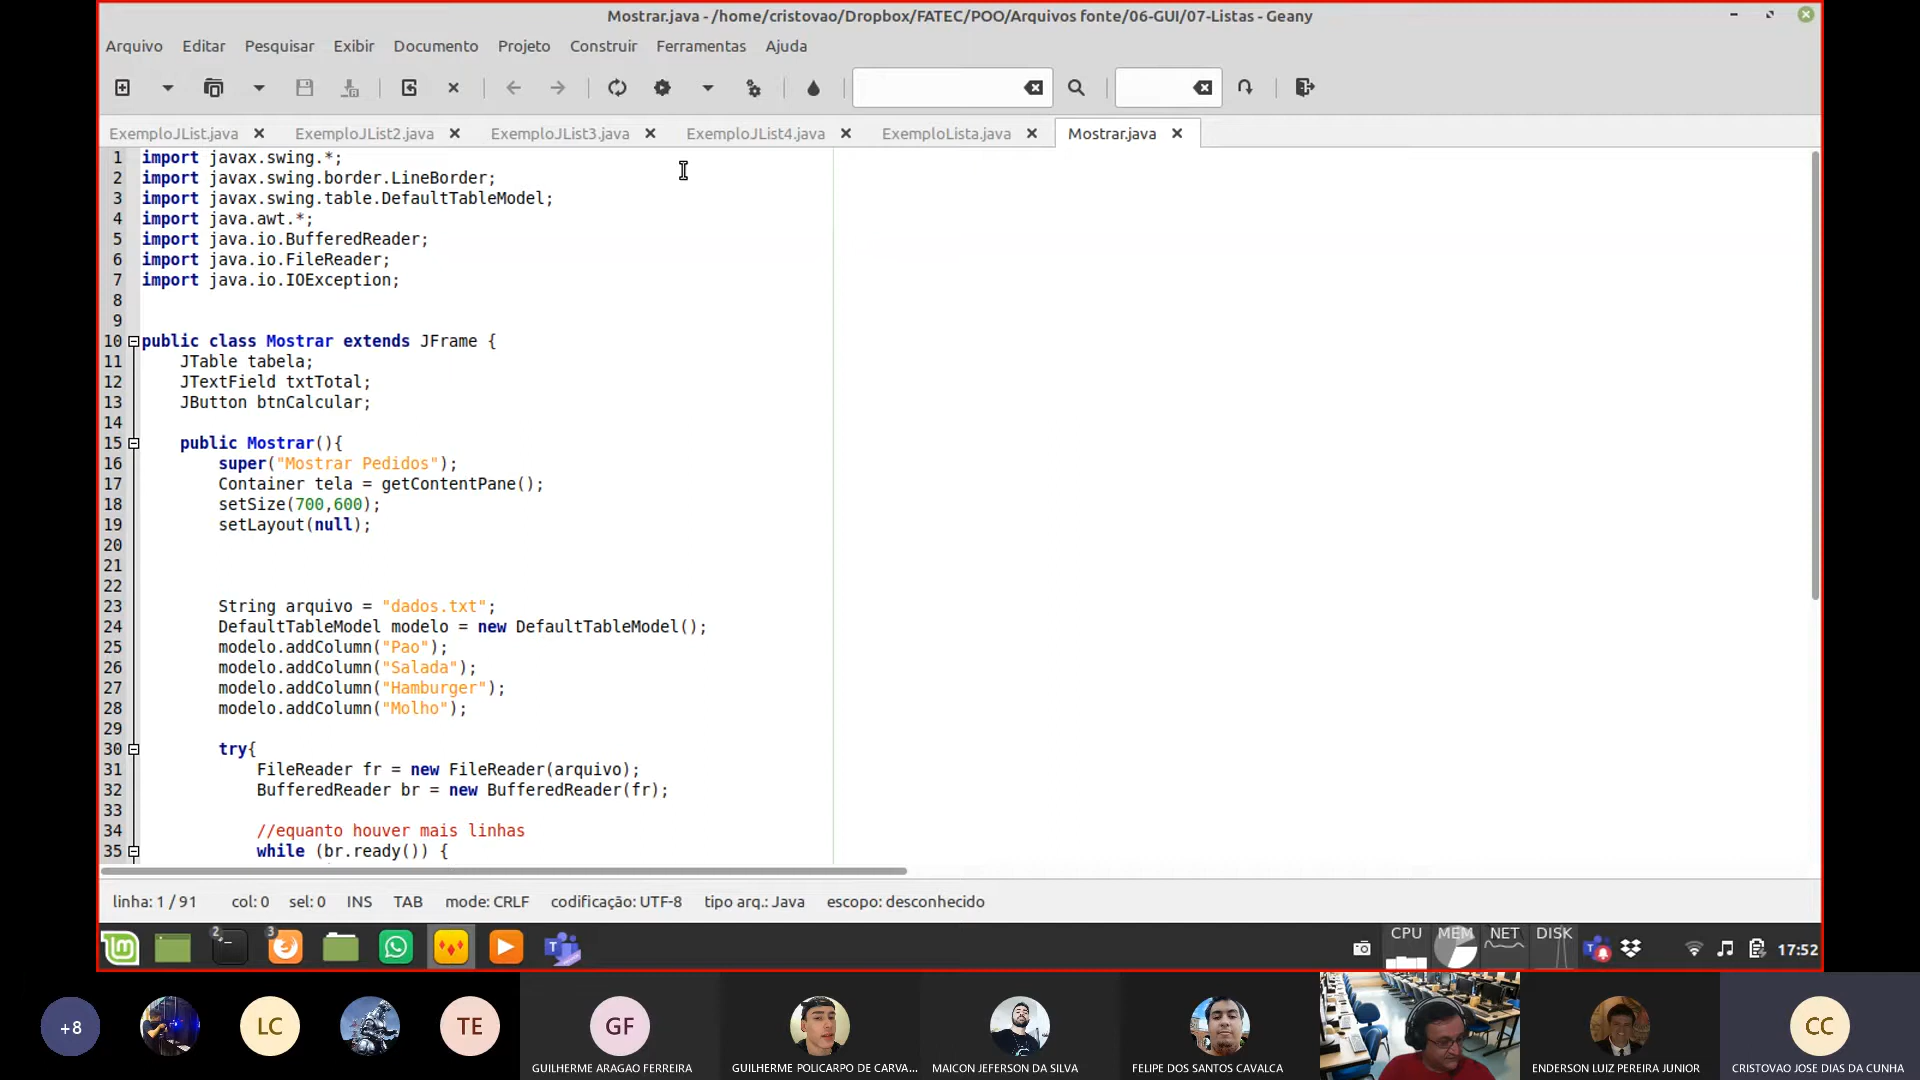 Mostrar.java - /home/cristovao/Dropbox/FATEC/POO/Arquivos fonte/06-GUI/07-Listas - Geany
Arquivo Editar Pesquisar Exibir Documento Projeto Construir Ferramentas Ajuda
ExemploJList.java ExemploJList2.java ExemploJList3.java ExemploJList4.java ExemploLista.java Mostrar.java
1 import javax.swing.*;
2 import javax.swing.border.LineBorder;
3 import javax.swing.table.DefaultTableModel;
4 import java.awt.*;
5 import java.io.BufferedReader;
6 import java.io.FileReader;
7 import java.io.IOException;
8
9
10 public class Mostrar extends JFrame {
11 JTable tabela;
12 JTextField txtTotal;
13 JButton btnCalcular;
14
15 public Mostrar(){
16 super("Mostrar Pedidos");
17 Container tela = getContentPane();
18 setSize(700,600);
19 setLayout(null);
20
21
22
23 String arquivo = "dados.txt";
24 DefaultTableModel modelo = new DefaultTableModel();
25 modelo.addColumn("Pao");
26 modelo.addColumn("Salada");
27 modelo.addColumn("Hamburger");
28 modelo.addColumn("Molho");
29
30 try{
31 FileReader fr = new FileReader(arquivo);
32 BufferedReader br = new BufferedReader(fr);
33
34 //equanto houver mais linhas
35 while (br.ready()) {
linha: 1 / 91 col: 0 sel: 0 INS TAB mode: CRLF codificação: UTF-8 tipo arq.: Java escopo: desconhecido
2 3 CPU MEM NET DISK 17:52
+8 LC TE GF CC
GUILHERME ARAGAO FERREIRA GUILHERME POLICARPO DE CARVA... MAICON JEFERSON DA SILVA FELIPE DOS SANTOS CAVALCA ENDERSON LUIZ PEREIRA JUNIOR CRISTOVAO JOSE DIAS DA CUNHA